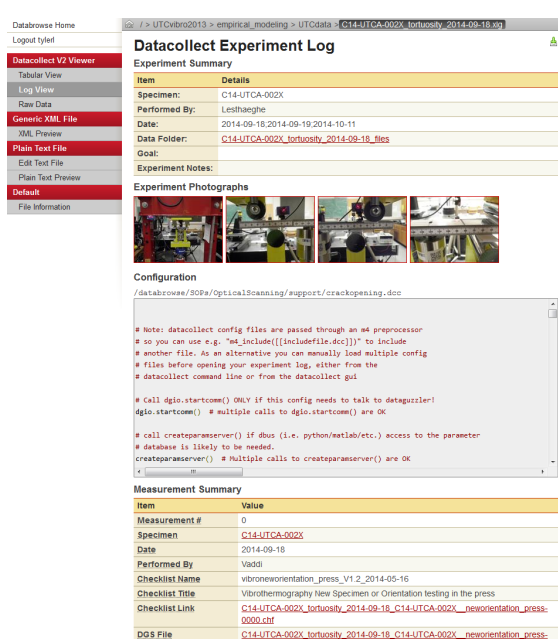 Databrowse Home
Logout tylerl
Datacollect V2 Viewer
Tabular View
Log View
Raw Data
Generic XML File
XML Preview
Plain Text File
Edit Text File
Plain Text Preview
Default
File Information
/ > UTCvibro2013 > empirical_modeling > UTCdata > C14-UTCA-002X_tortuosity_2014-09-18.xlg
Datacollect Experiment Log
Experiment Summary
Item Details
Specimen: C14-UTCA-002X
Performed By: Lesthaeghe
Date: 2014-09-18;2014-09-19;2014-10-11
Data Folder: C14-UTCA-002X_tortuosity_2014-09-18_files
Goal:
Experiment Notes:
Experiment Photographs
Configuration
/databrowse/SOPs/OpticalScanning/support/crackopening.dcc
# Note: datacollect config files are passed through an m4 preprocessor
# so you can use e.g. "m4_include([[includefile.dcc]])" to include
# another file. As an alternative you can manually load multiple config
# files before opening your experiment log, either from the
# datacollect command line or from the datacollect gui
# Call dgio.startcomm() ONLY if this config needs to talk to dataguzzler!
dgio.startcomm() # multiple calls to dgio.startcomm() are OK
# call createparamserver() if dbus (i.e. python/matlab/etc.) access to the parameter
# database is likely to be needed.
createparamserver() # Multiple calls to createparamserver() are OK
Measurement Summary
Item Value
Measurement # 0
Specimen C14-UTCA-002X
Date 2014-09-18
Performed By Vaddi
Checklist Name vibroneworientation_press_V1.2_2014-05-16
Checklist Title Vibrothermography New Specimen or Orientation testing in the press
Checklist Link C14-UTCA-002X_tortuosity_2014-09-18_C14-UTCA-002X__neworientation_press-
0000.chf
DGS File C14-UTCA-002X_tortuosity_2014-09-18_C14-UTCA-002X__neworientation_press-